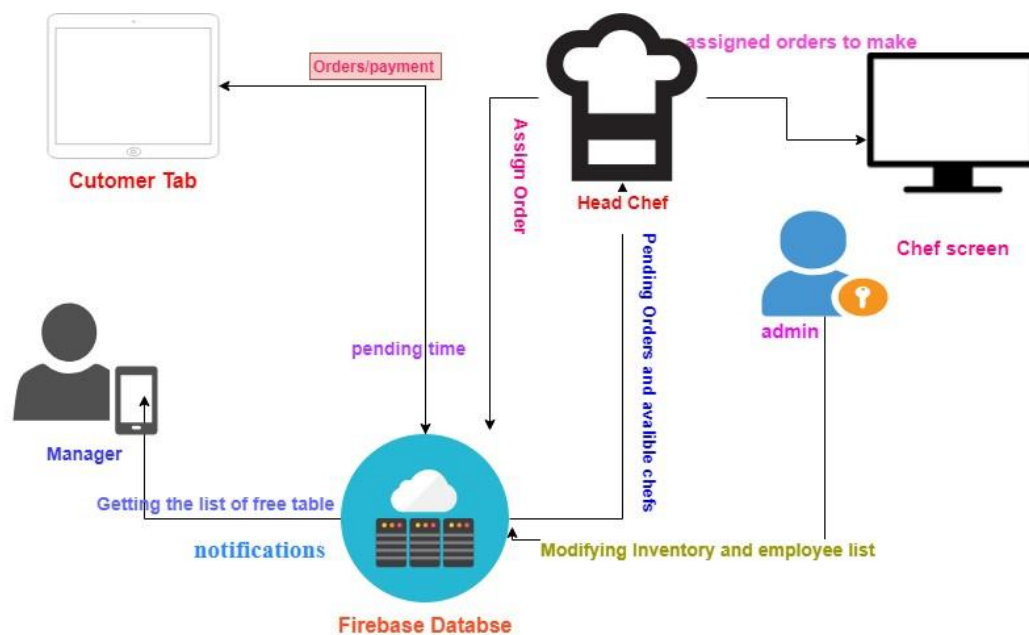 assigned orders to make
Orders/payment
Cutomer Tab
Assign Order
Head Chef
Chef screen
Pending Orders and avalible chefs
admin
pending time
Manager
Getting the list of free table
notifications
Modifying Inventory and employee list
Firebase Databse